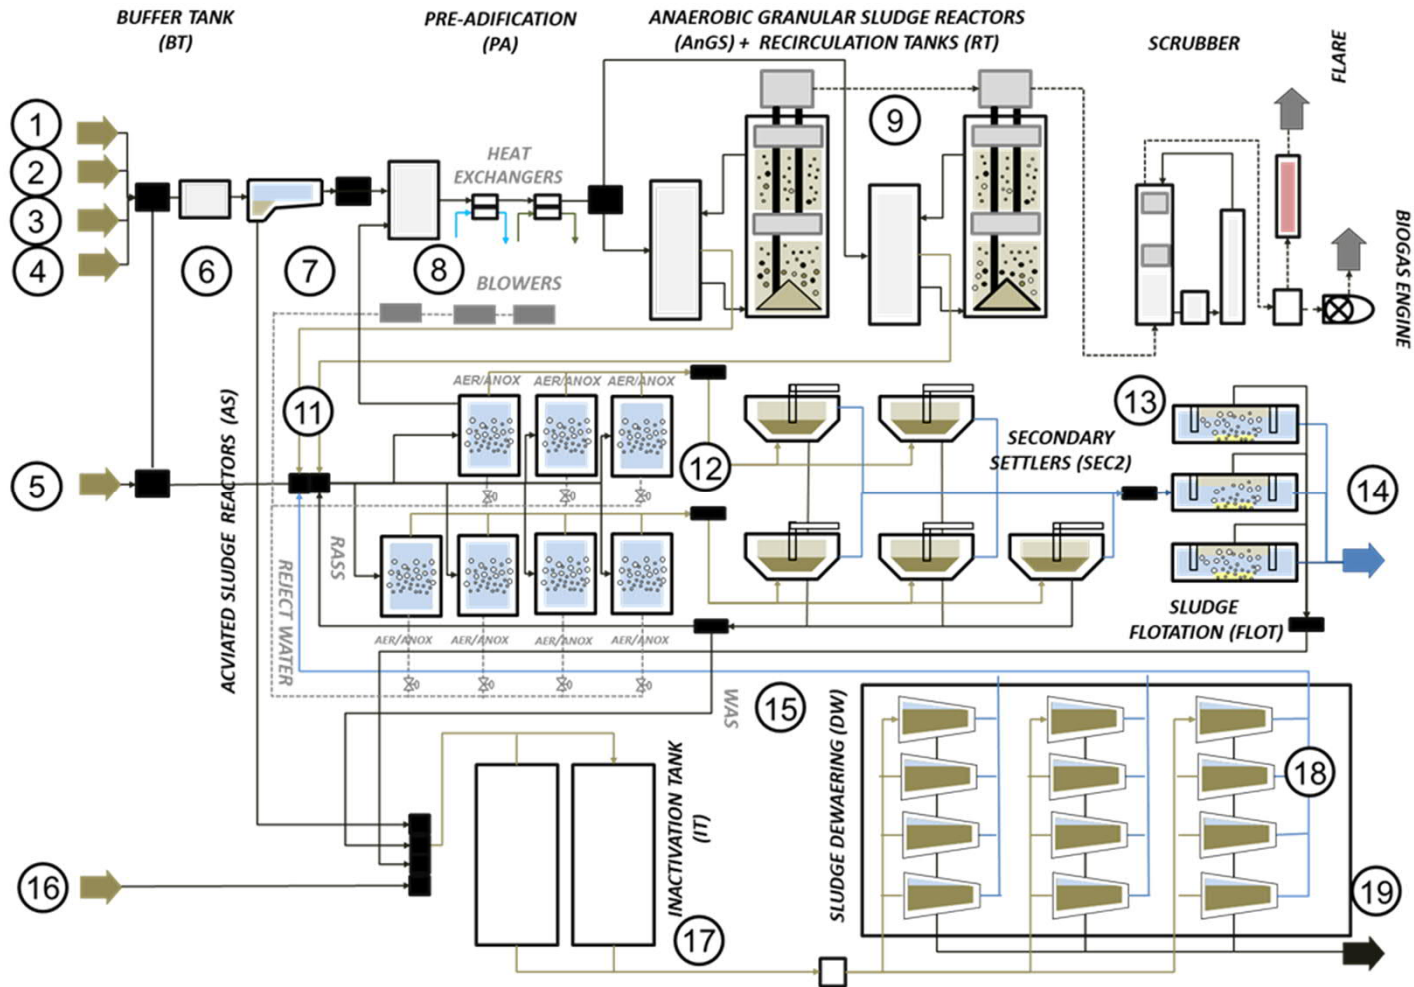 BUFFER TANK
(BT)
PRE-ADIFICATION
(PA)
ANAEROBIC GRANULAR SLUDGE REACTORS
(AnGS) + RECIRCULATION TANKS (RT)
SCRUBBER
FLARE
BIOGAS ENGINE
1
2
3
4
5
6
7
8
9
HEAT
EXCHANGERS
BLOWERS
11
AER/ANOX
AER/ANOX
AER/ANOX
12
13
14
SECONDARY
SETTLERS (SEC2)
ACVIATED SLUDGE REACTORS (AS)
REJECT WATER
RASS
AER/ANOX
AER/ANOX
AER/ANOX
AER/ANOX
SLUDGE
FLOTATION (FLOT)
WAS
15
16
INACTIVATION TANK
(IT)
17
SLUDGE DEWAERING (DW)
18
19